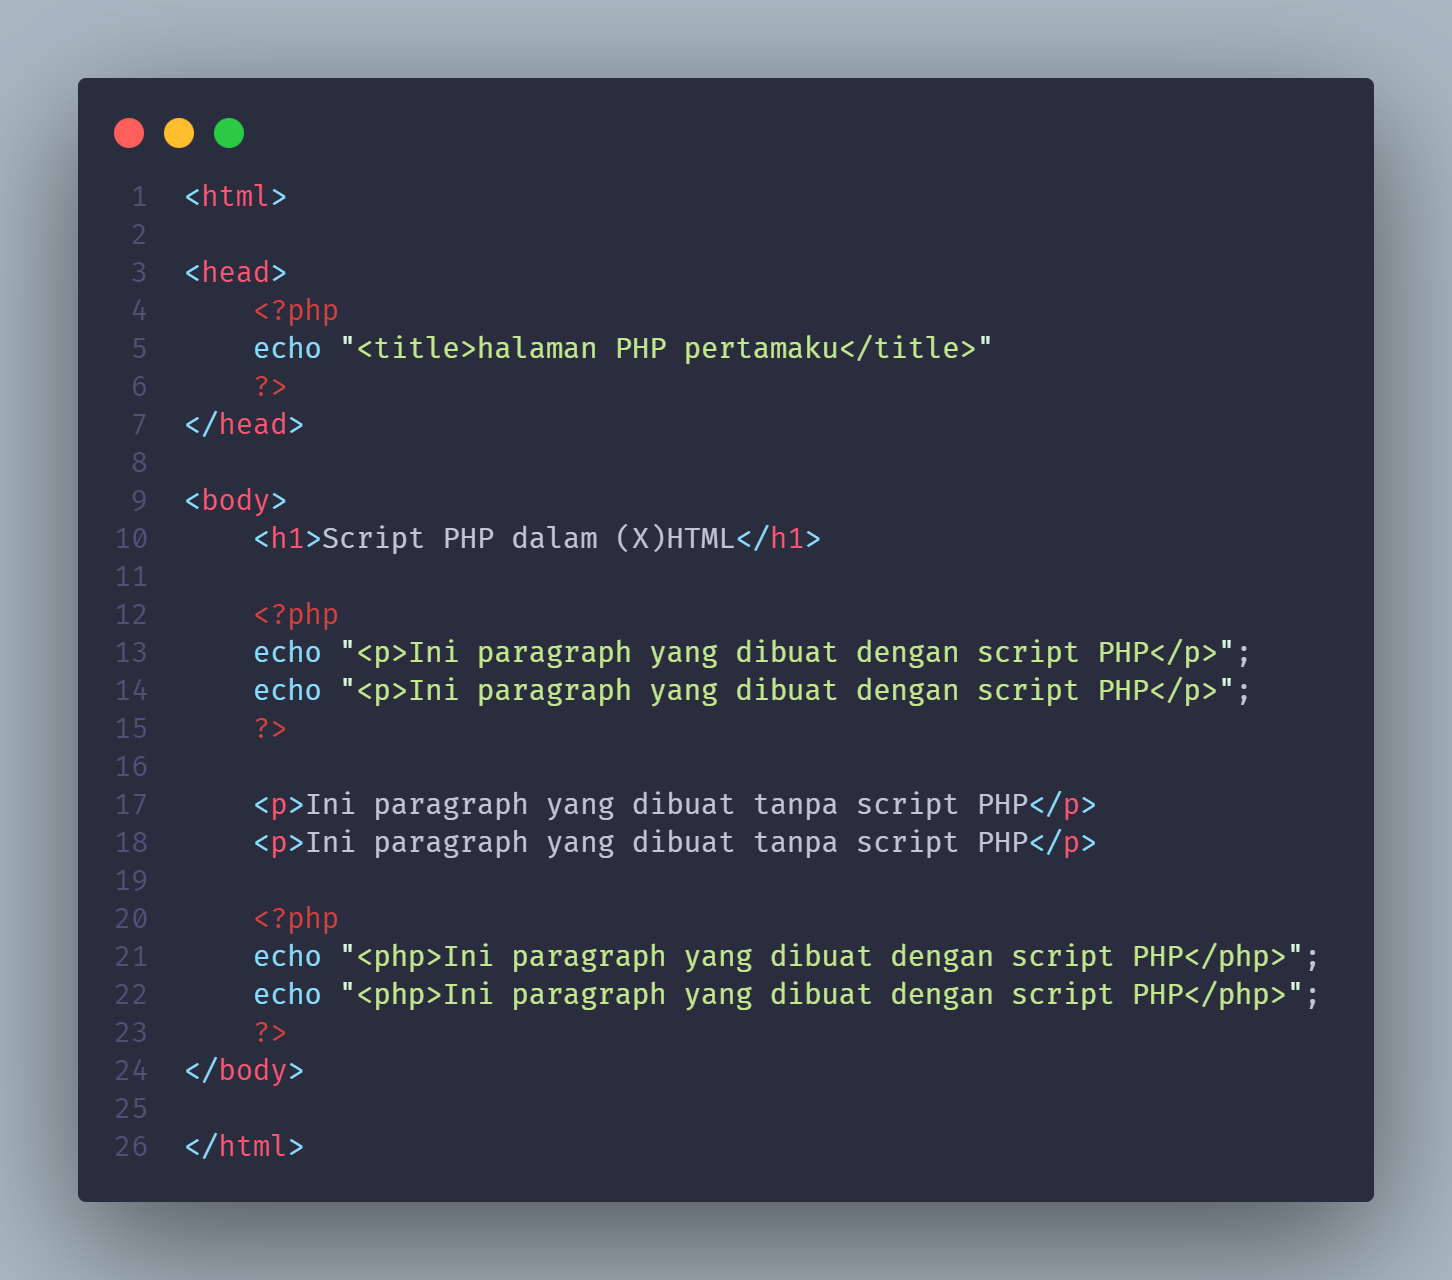 1 <html>
2
3 <head>
4     <?php
5     echo "<title>halaman PHP pertamaku</title>"
6     ?>
7 </head>
8
9 <body>
10     <h1>Script PHP dalam (X)HTML</h1>
11
12     <?php
13     echo "<p>Ini paragraph yang dibuat dengan script PHP</p>";
14     echo "<p>Ini paragraph yang dibuat dengan script PHP</p>";
15     ?>
16
17     <p>Ini paragraph yang dibuat tanpa script PHP</p>
18     <p>Ini paragraph yang dibuat tanpa script PHP</p>
19
20     <?php
21     echo "<php>Ini paragraph yang dibuat dengan script PHP</php>";
22     echo "<php>Ini paragraph yang dibuat dengan script PHP</php>";
23     ?>
24 </body>
25
26 </html>